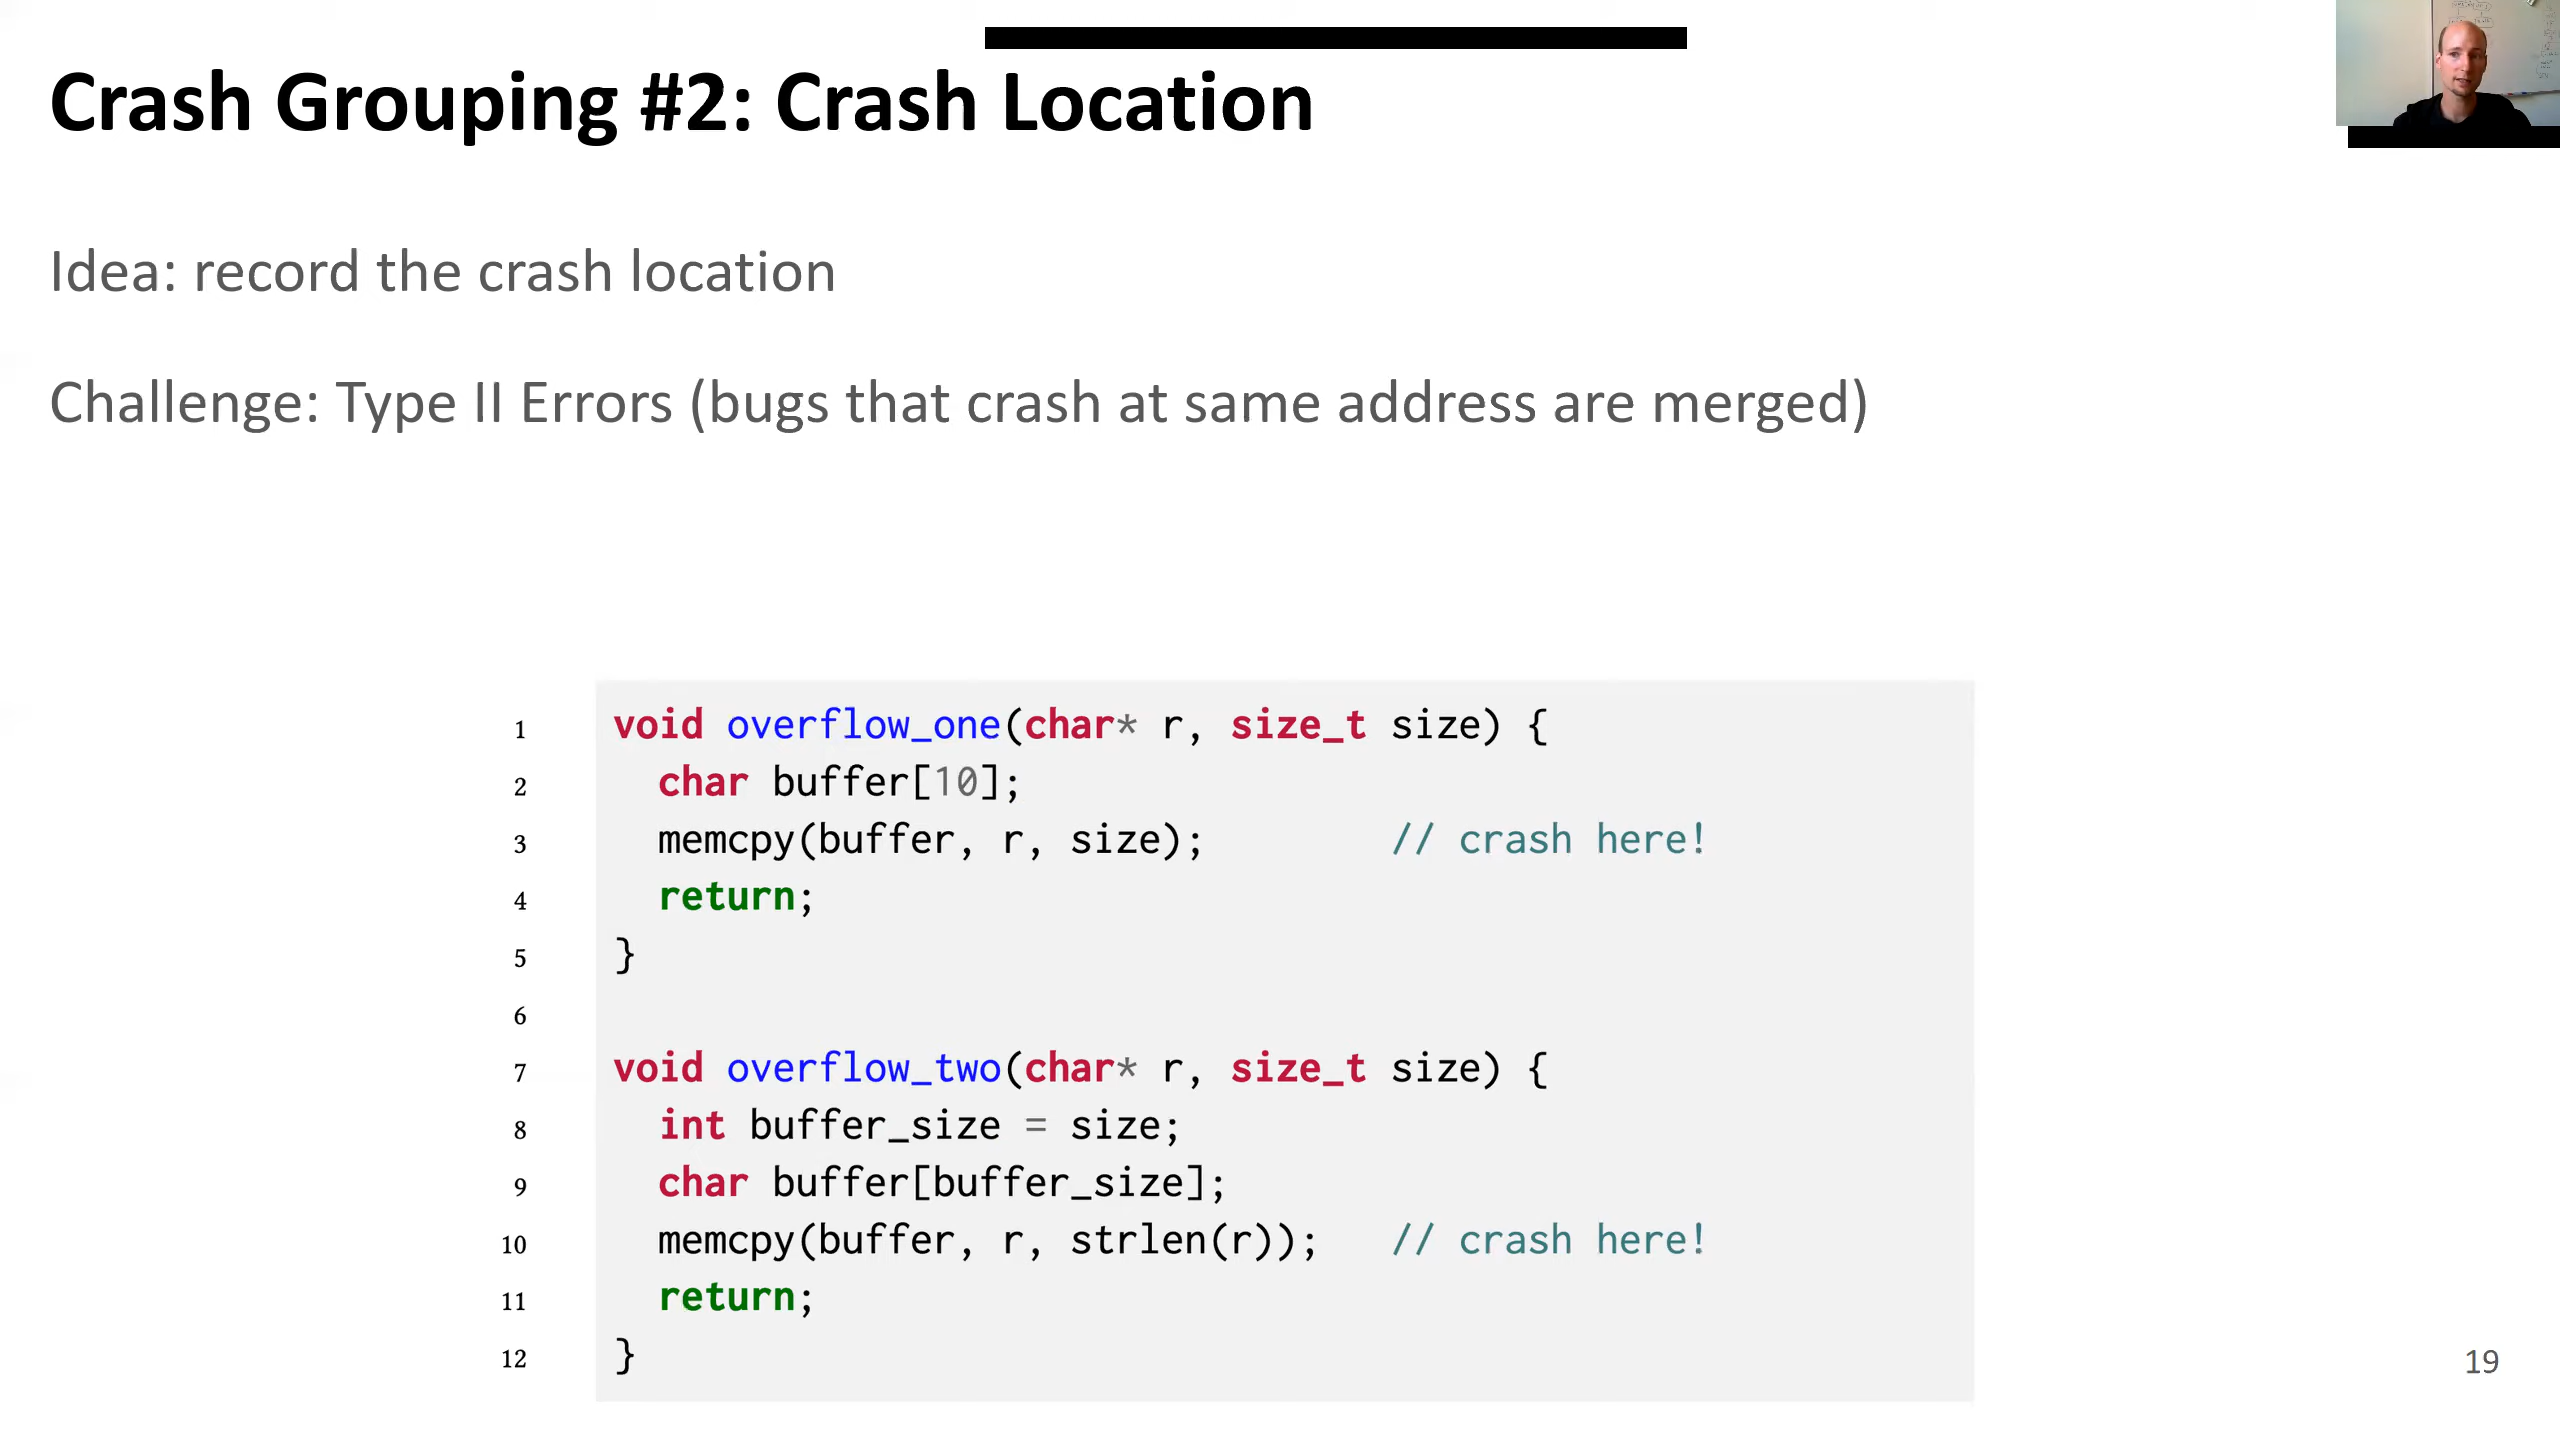 Crash Grouping #2: Crash Location
Idea: record the crash location
Challenge: Type II Errors (bugs that crash at same address are merged)
1 void overflow_one(char* r, size_t size) {
2 char buffer[10];
3 memcpy(buffer, r, size); // crash here!
4 return;
5 }
6
7 void overflow_two(char* r, size_t size) {
8 int buffer_size = size;
9 char buffer[buffer_size];
10 memcpy(buffer, r, strlen(r)); // crash here!
11 return;
12 }
19